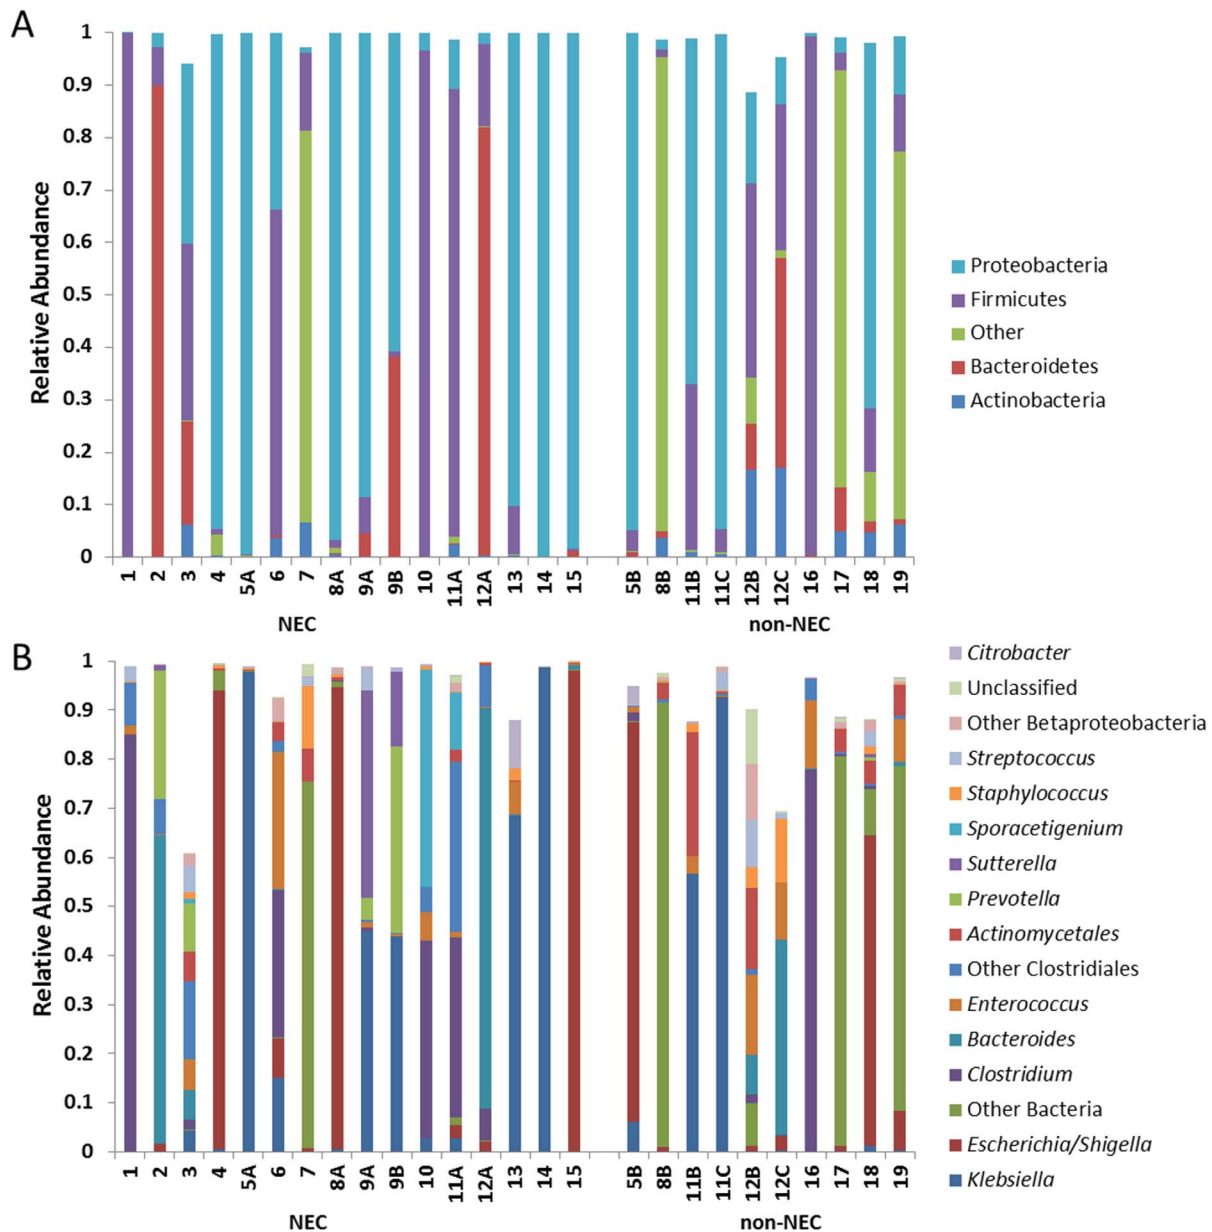 A
1
0.9
0.8
0.7
0.6
0.5
0.4
0.3
0.2
0.1
0
Relative Abundance
Proteobacteria
Firmicutes
Other
Bacteroidetes
Actinobacteria
1 2 3 4 5A 6 7 8A 9A 9B 10 11A 12A 13 14 15 5B 8B 11B 11C 12B 12C 16 17 18 19
NEC non-NEC
B
1
0.9
0.8
0.7
0.6
0.5
0.4
0.3
0.2
0.1
0
Relative Abundance
Citrobacter
Unclassified
Other Betaproteobacteria
Streptococcus
Staphylococcus
Sporacetigenium
Sutterella
Prevotella
Actinomycetales
Other Clostridiales
Enterococcus
Bacteroides
Clostridium
Other Bacteria
Escherichia/Shigella
Klebsiella
1 2 3 4 5A 6 7 8A 9A 9B 10 11A 12A 13 14 15 5B 8B 11B 11C 12B 12C 16 17 18 19
NEC non-NEC